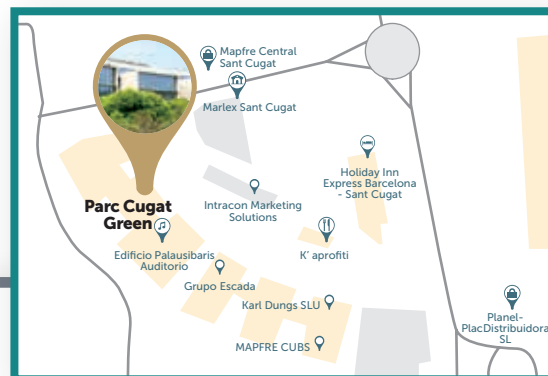 Mapfre Central
Sant Cugat
Marlex Sant Cugat
Holiday Inn
Express Barcelona
- Sant Cugat
Parc Cugat
Green
Intracon Marketing
Solutions
K' aprofiti
Edificio Palausibaris
Auditorio
Grupo Escada
Karl Dungs SLU
MAPFRE CUBS
Planel-
PlacDistribuidora
SL